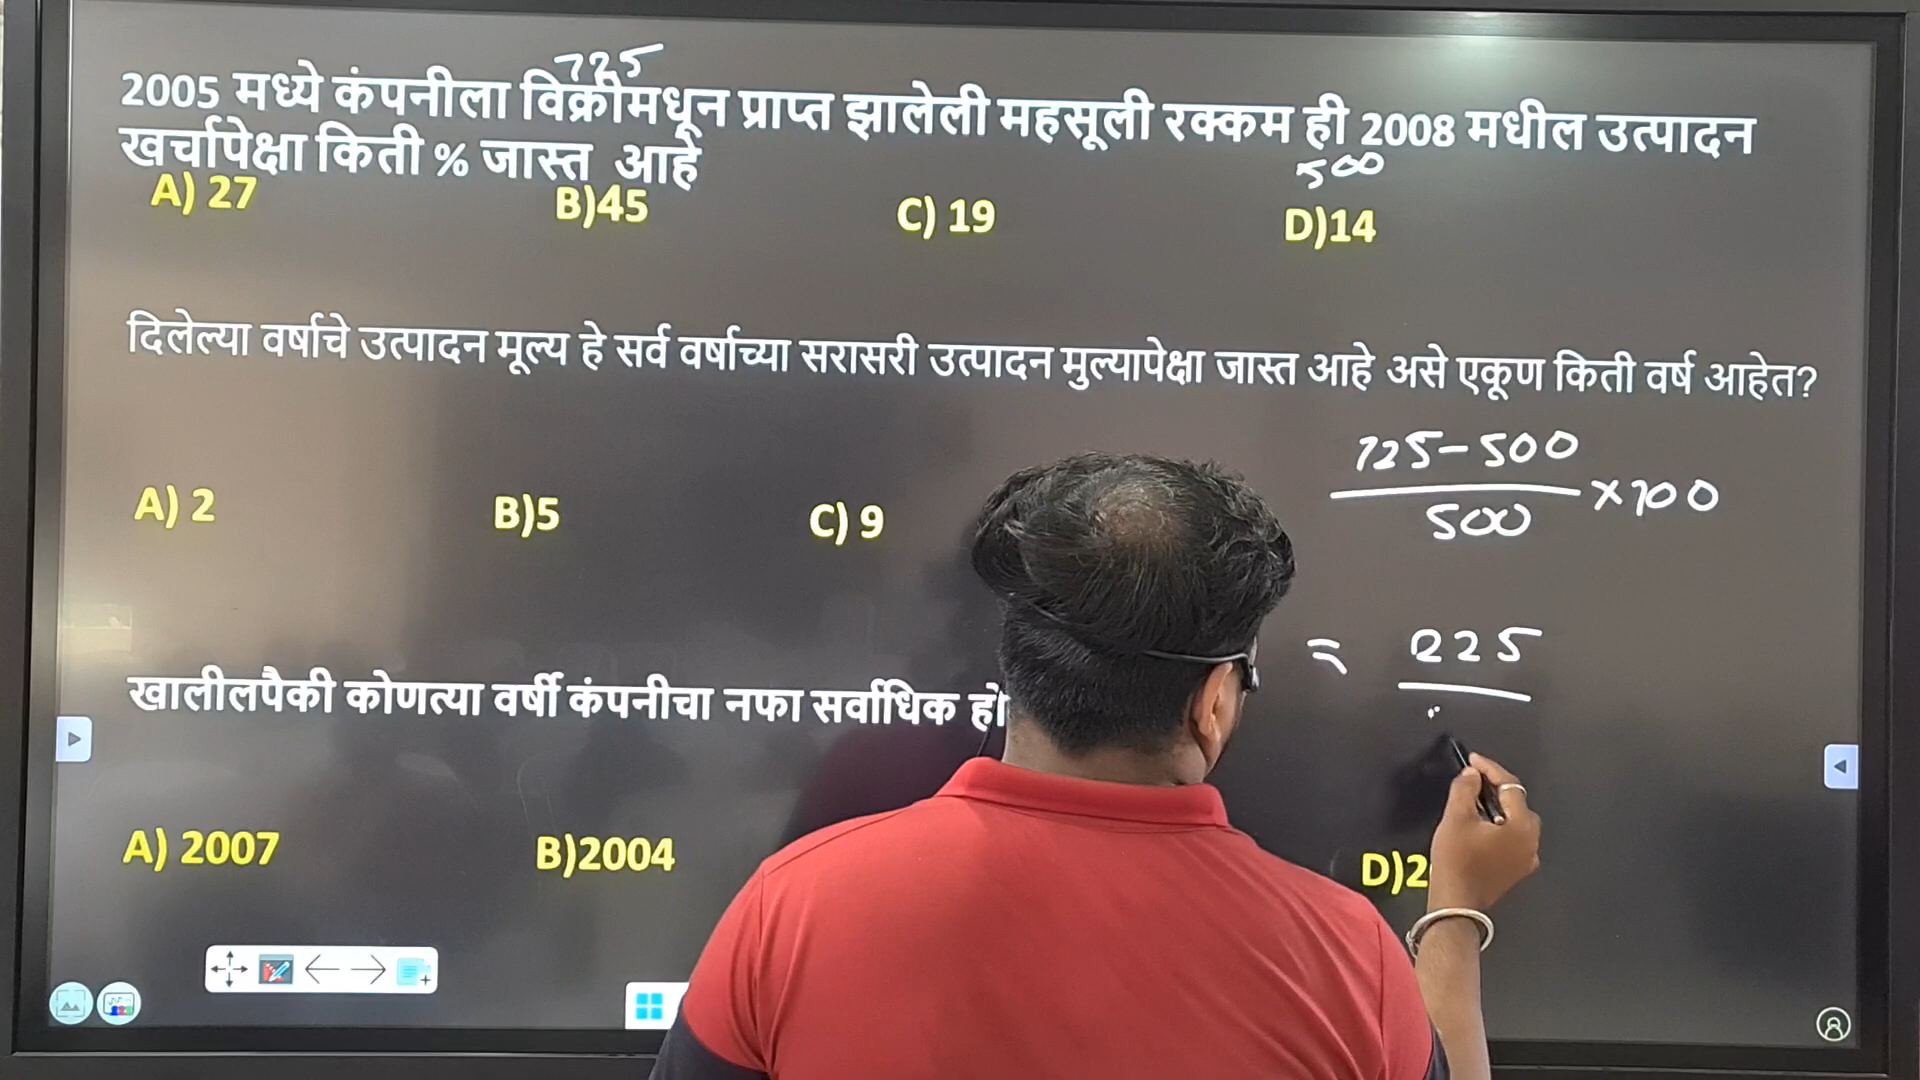 725
2005 मध्ये कंपनीला विक्रीमधून प्राप्त झालेली महसूली रक्कम ही 2008 मधील उत्पादन
खर्चापेक्षा किती % जास्त आहे
500
A) 27 B)45 C) 19 D)14
दिलेल्या वर्षाचे उत्पादन मूल्य हे सर्व वर्षाच्या सरासरी उत्पादन मुल्यापेक्षा जास्त आहे असे एकूण किती वर्ष आहेत?
725-500
500
×100
A) 2 B)5 C) 9
= 225
खालीलपैकी कोणत्या वर्षी कंपनीचा नफा सर्वाधिक
A) 2007 B)2004 D)